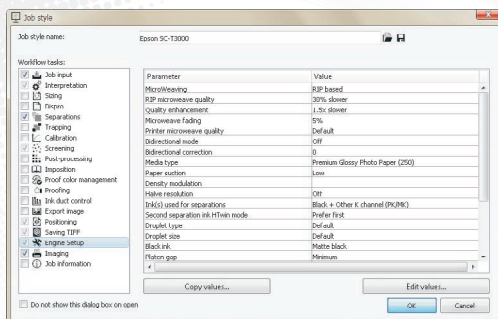 Job style
Job style name:
Epson SC-T3000
Workflow tasks:
Job input
Interpretation
Sizing
Dispro
Separations
Trapping
Calibration
Screening
Post-processing
Imposition
Proof color management
Proofing
Ink duct control
Export image
Positioning
Saving TIFF
Engine Setup
Imaging
Job information
Parameter Value
MicroWeaving RIP based
RIP microweave quality 30% slower
Quality enhancement 1.5x slower
Microweave fading 5%
Printer microweave quality Default
Bidirectional mode Off
Bidirectional correction 0
Media type Premium Glossy Photo Paper (250)
Paper suction Low
Density modulation
Halve resolution Off
Ink(s) used for separations Black + Other K channel (PK/MK)
Second separation ink HTwin mode Prefer first
Droplet type Default
Droplet size Default
Black ink Matte black
Platon gap Minimum
Copy values...
Edit values...
Do not show this dialog box on open
OK
Cancel